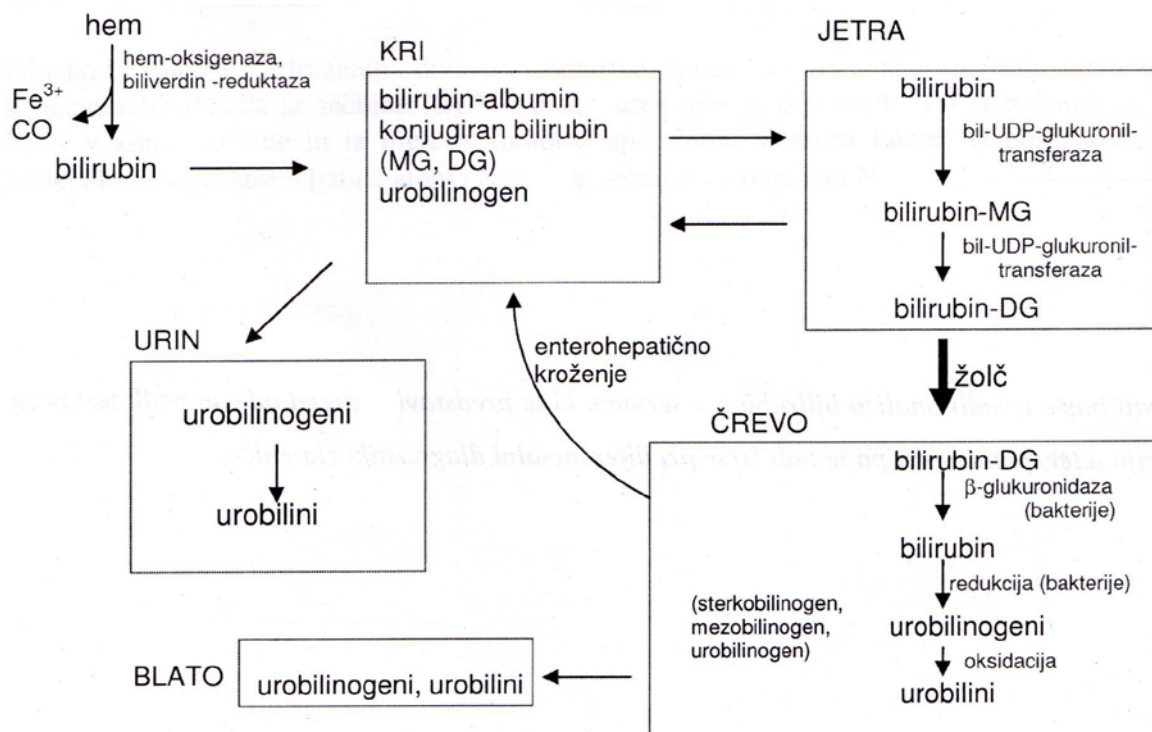 hem
hem-oksigenaza,
biliverdin -reduktaza
Fe³⁺
CO
bilirubin
KRI
bilirubin-albumin
konjugiran bilirubin
(MG, DG)
urobilinogen
JETRA
bilirubin
bil-UDP-glukuronil-
transferaza
bilirubin-MG
bil-UDP-glukuronil-
transferaza
bilirubin-DG
žolč
enterohepatično
kroženje
URIN
urobilinogeni
urobilini
ČREVO
bilirubin-DG
β-glukuronidaza
(bakterije)
bilirubin
redukcija (bakterije)
(sterkobilinogen,
mezobilinogen,
urobilinogen)
urobilinogeni
oksidacija
urobilini
BLATO
urobilinogeni, urobilini